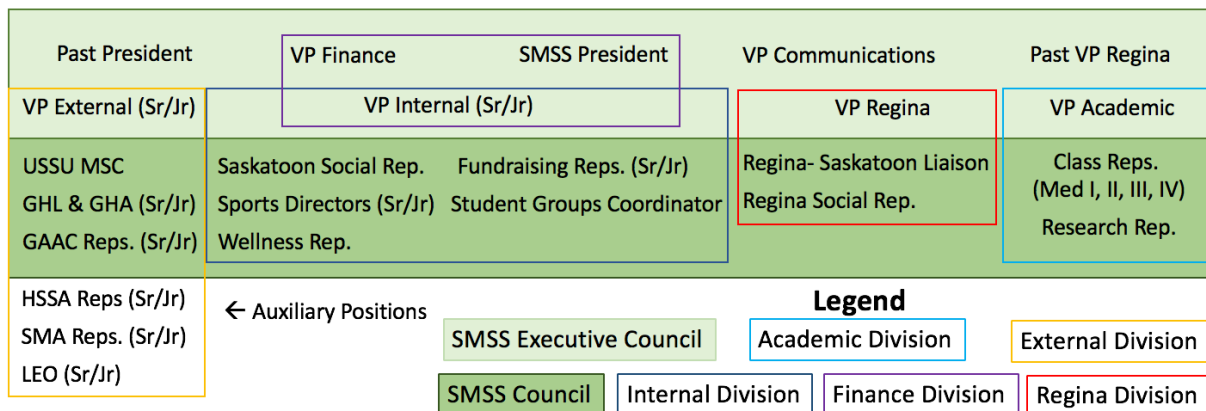 Past President
VP Finance
SMSS President
VP Communications
Past VP Regina
VP External (Sr/Jr)
VP Internal (Sr/Jr)
VP Regina
VP Academic
USSU MSC
GHL & GHA (Sr/Jr)
GAAC Reps. (Sr/Jr)
Saskatoon Social Rep.
Fundraising Reps. (Sr/Jr)
Sports Directors (Sr/Jr)
Student Groups Coordinator
Wellness Rep.
Regina- Saskatoon Liaison
Regina Social Rep.
Class Reps.
(Med I, II, III, IV)
Research Rep.
HSSA Reps (Sr/Jr)
SMA Reps. (Sr/Jr)
LEO (Sr/Jr)
← Auxiliary Positions
Legend
SMSS Executive Council
Academic Division
External Division
SMSS Council
Internal Division
Finance Division
Regina Division